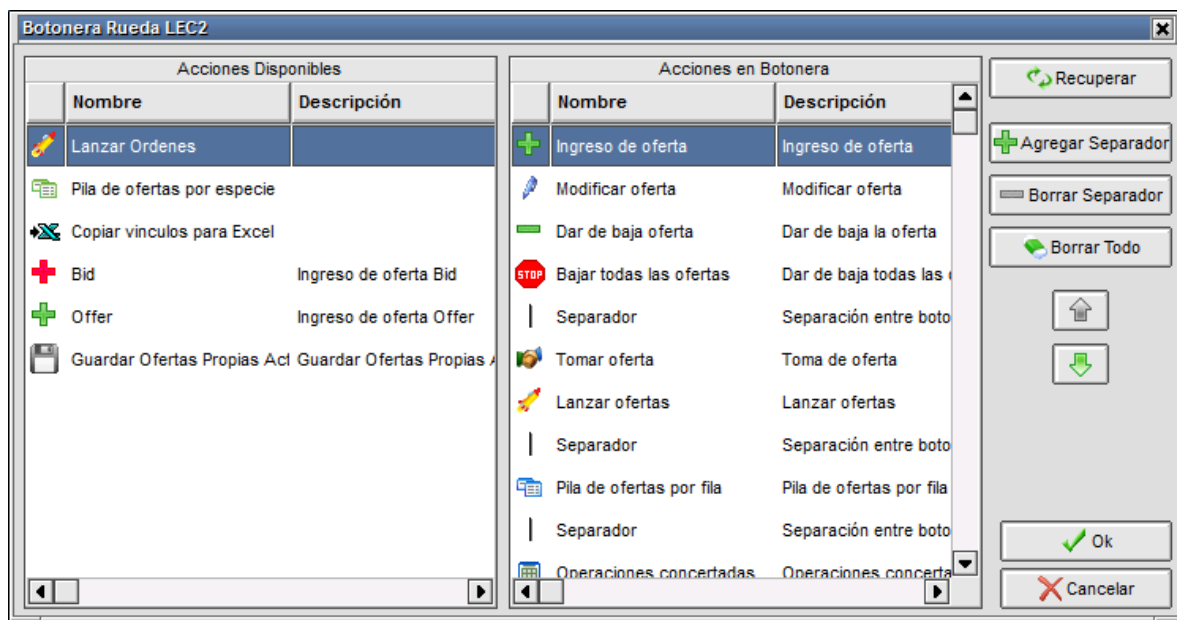 Botonera Rueda LEC2
Acciones Disponibles
Nombre Descripción
Lanzar Ordenes
Pila de ofertas por especie
Copiar vinculos para Excel
Bid Ingreso de oferta Bid
Offer Ingreso de oferta Offer
Guardar Ofertas Propias Act Guardar Ofertas Propias A
Acciones en Botonera
Nombre Descripción
Ingreso de oferta Ingreso de oferta
Modificar oferta Modificar oferta
Dar de baja oferta Dar de baja la oferta
STOP Bajar todas las ofertas Dar de baja todas las
Separador Separación entre boto
Tomar oferta Toma de oferta
Lanzar ofertas Lanzar ofertas
Separador Separación entre boto
Pila de ofertas por fila Pila de ofertas por fila
Separador Separación entre boto
Operaciones concertadas Operaciones concerta
Recuperar
Agregar Separador
Borrar Separador
Borrar Todo
Ok
Cancelar